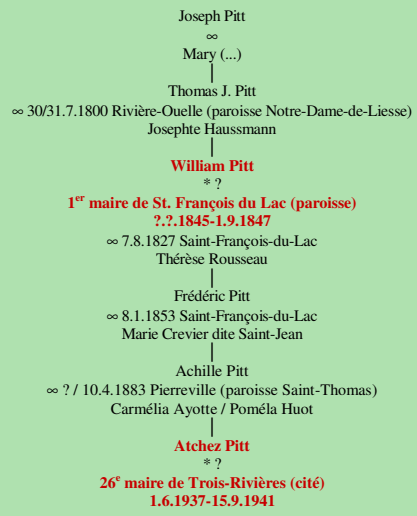 Joseph Pitt
∞
Mary (...)
Thomas J. Pitt
∞ 30/31.7.1800 Rivière-Ouelle (paroisse Notre-Dame-de-Liesse)
Josephte Haussmann
William Pitt
* ?
1er maire de St. François du Lac (paroisse)
?.?.1845-1.9.1847
∞ 7.8.1827 Saint-François-du-Lac
Thérèse Rousseau
Frédéric Pitt
∞ 8.1.1853 Saint-François-du-Lac
Marie Crevier dite Saint-Jean
Achille Pitt
∞ ? / 10.4.1883 Pierreville (paroisse Saint-Thomas)
Carmélia Ayotte / Poméla Huot
Atchez Pitt
* ?
26e maire de Trois-Rivières (cité)
1.6.1937-15.9.1941